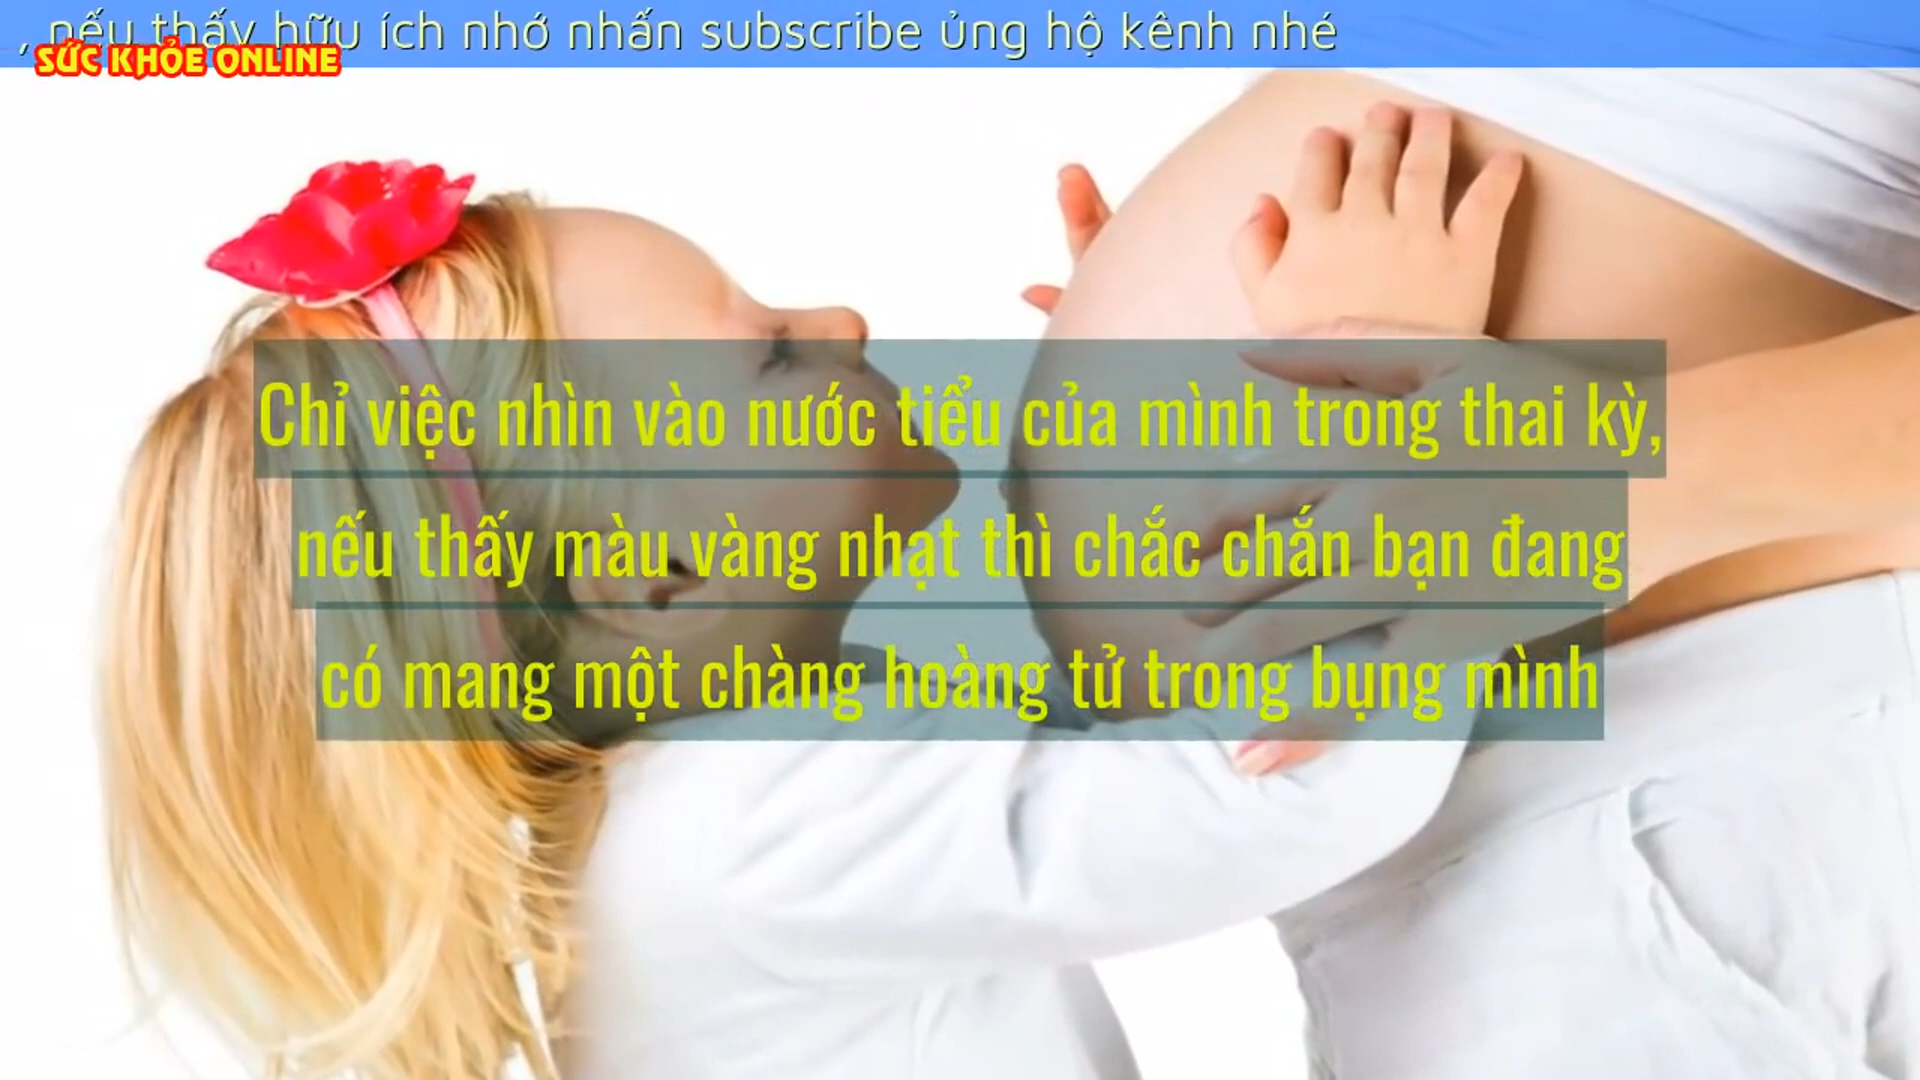 , nếu thấy hữu ích nhớ nhấn subscribe ủng hộ kênh nhé
SỨC KHỎE ONLINE
Chỉ việc nhìn vào nước tiểu của mình trong thai kỳ,
nếu thấy màu vàng nhạt thì chắc chắn bạn đang
có mang một chàng hoàng tử trong bụng mình